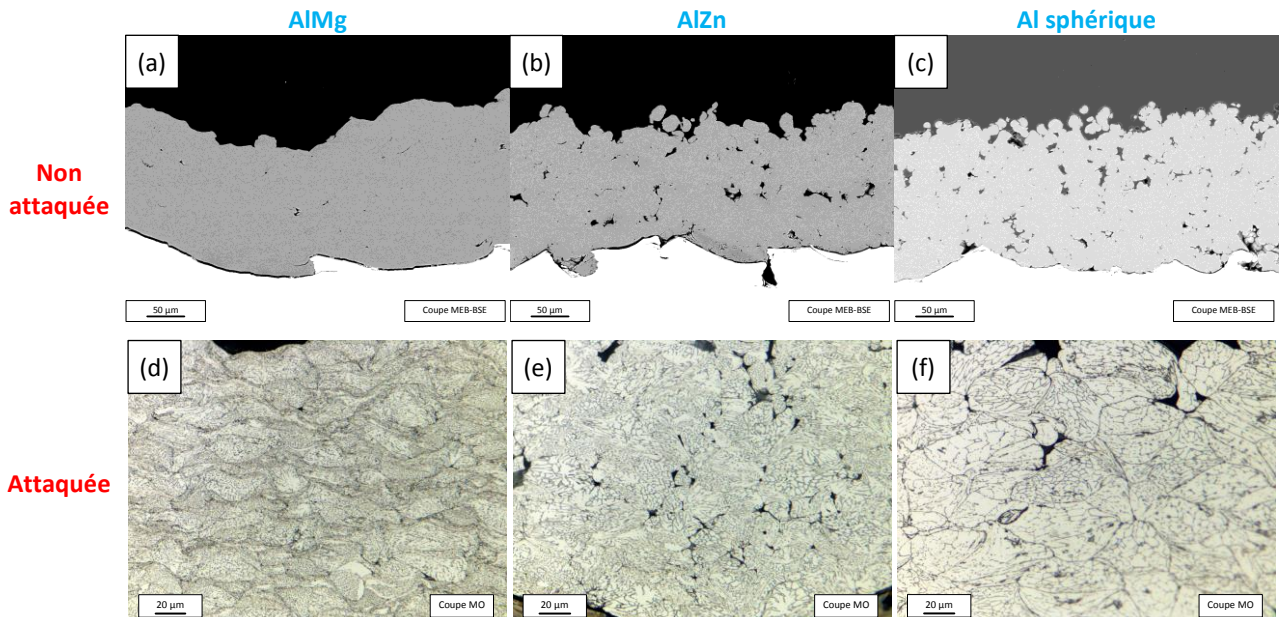 AlMg
AlZn
Al sphérique
Non
attaquée
(a)
(b)
(c)
50 µm
Coupe MEB-BSE
50 µm
Coupe MEB-BSE
50 µm
Coupe MEB-BSE
Attaquée
(d)
(e)
(f)
20 µm
Coupe MO
20 µm
Coupe MO
20 µm
Coupe MO